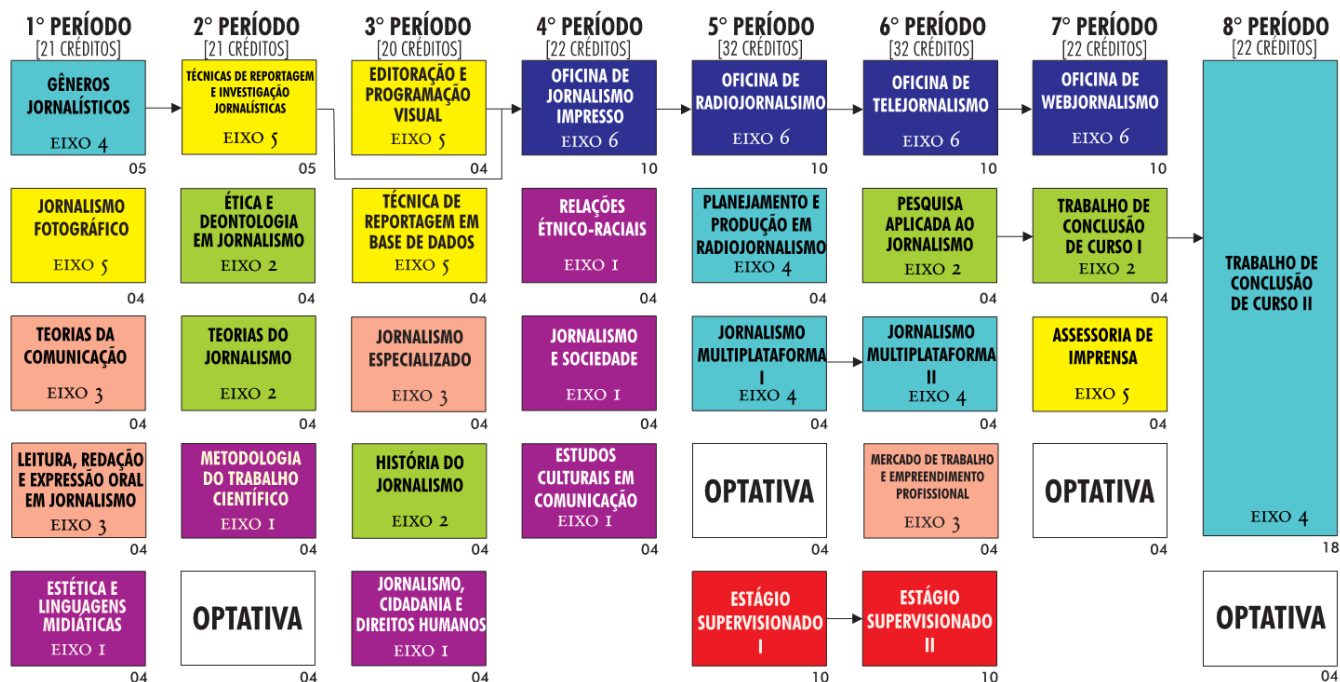 1° PERÍODO
[21 CRÉDITOS]
GÊNEROS
JORNALÍSTICOS
EIXO 4
05
JORNALISMO
FOTOGRÁFICO
EIXO 5
04
TEORIAS DA
COMUNICAÇÃO
EIXO 3
04
LEITURA, REDAÇÃO
E EXPRESSÃO ORAL
EM JORNALISMO
EIXO 3
04
ESTÉTICA E
LINGUAGENS
MIDIÁTICAS
EIXO 1
04
2° PERÍODO
[21 CRÉDITOS]
TÉCNICAS DE REPORTAGEM
E INVESTIGAÇÃO
JORNALÍSTICAS
EIXO 5
05
ÉTICA E
DEONTOLOGIA
EM JORNALISMO
EIXO 2
04
TEORIAS DO
JORNALISMO
EIXO 2
04
METODOLOGIA
DO TRABALHO
CIENTÍFICO
EIXO 1
04
OPTATIVA
04
3° PERÍODO
[20 CRÉDITOS]
EDITORAÇÃO E
PROGRAMAÇÃO
VISUAL
EIXO 5
04
TÉCNICA DE
REPORTAGEM EM
BASE DE DADOS
EIXO 5
04
JORNALISMO
ESPECIALIZADO
EIXO 3
04
HISTÓRIA DO
JORNALISMO
EIXO 2
04
JORNALISMO,
CIDADANIA E
DIREITOS HUMANOS
EIXO 1
04
4° PERÍODO
[22 CRÉDITOS]
OFICINA DE
JORNALISMO
IMPRESSO
EIXO 6
10
RELAÇÕES
ÉTNICO-RACIAIS
EIXO 1
04
JORNALISMO
E SOCIEDADE
EIXO 1
04
ESTUDOS
CULTURAIS EM
COMUNICAÇÃO
EIXO 1
04
5° PERÍODO
[32 CRÉDITOS]
OFICINA DE
RADIOJORNALSIMO
EIXO 6
10
PLANEJAMENTO E
PRODUÇÃO EM
RADIOJORNALISMO
EIXO 4
04
JORNALISMO
MULTIPLATAFORMA
I
EIXO 4
04
OPTATIVA
04
ESTÁGIO
SUPERVISIONADO
I
10
6° PERÍODO
[32 CRÉDITOS]
OFICINA DE
TELEJORNALISMO
EIXO 6
10
PESQUISA
APLICADA AO
JORNALISMO
EIXO 2
04
JORNALISMO
MULTIPLATAFORMA
II
EIXO 4
04
MERCADO DE TRABALHO
E EMPREENDIMENTO
PROFISSIONAL
EIXO 3
04
ESTÁGIO
SUPERVISIONADO
II
10
7° PERÍODO
[22 CRÉDITOS]
OFICINA DE
WEBJORNALISMO
EIXO 6
10
TRABALHO DE
CONCLUSÃO
DE CURSO I
EIXO 2
04
ASSESSORIA DE
IMPRENSA
EIXO 5
04
OPTATIVA
04
8° PERÍODO
[22 CRÉDITOS]
TRABALHO DE
CONCLUSÃO
DE CURSO II
EIXO 4
18
OPTATIVA
04